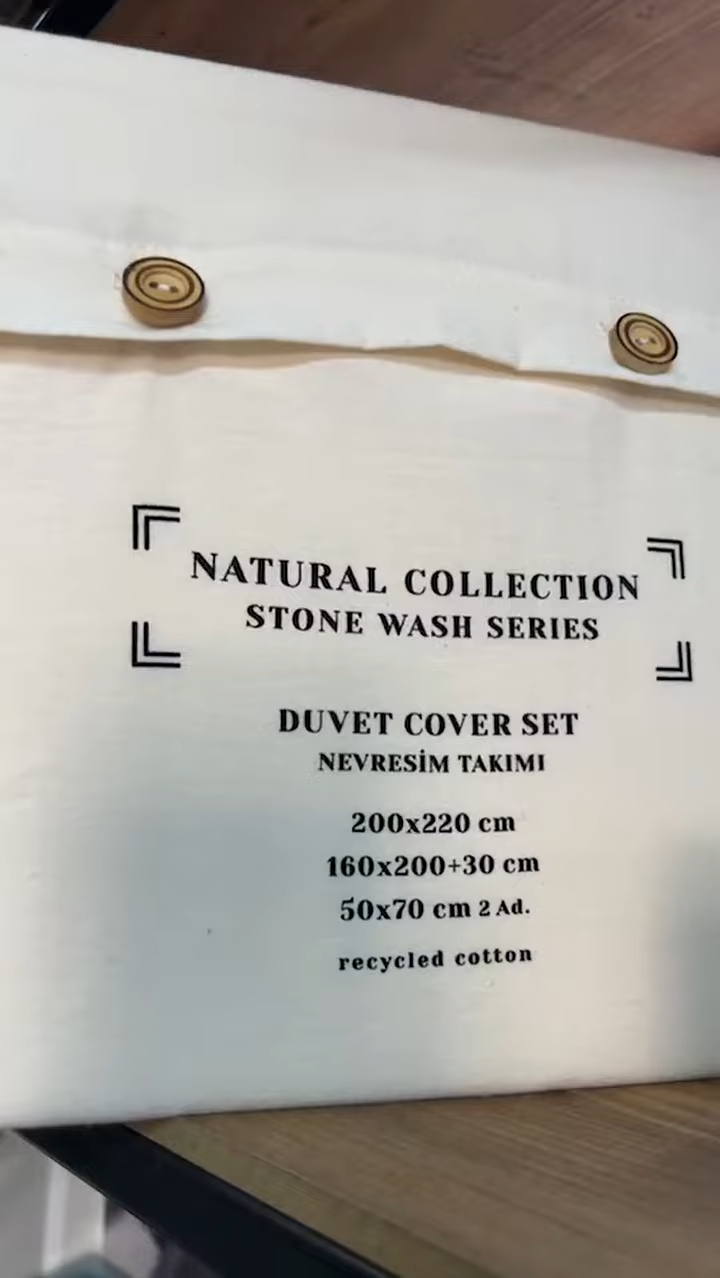 NATURAL COLLECTION
STONE WASH SERIES
DUVET COVER SET
NEVRESİM TAKIMI
200x220 cm
160x200+30 cm
50x70 cm 2 Ad.
recycled cotton